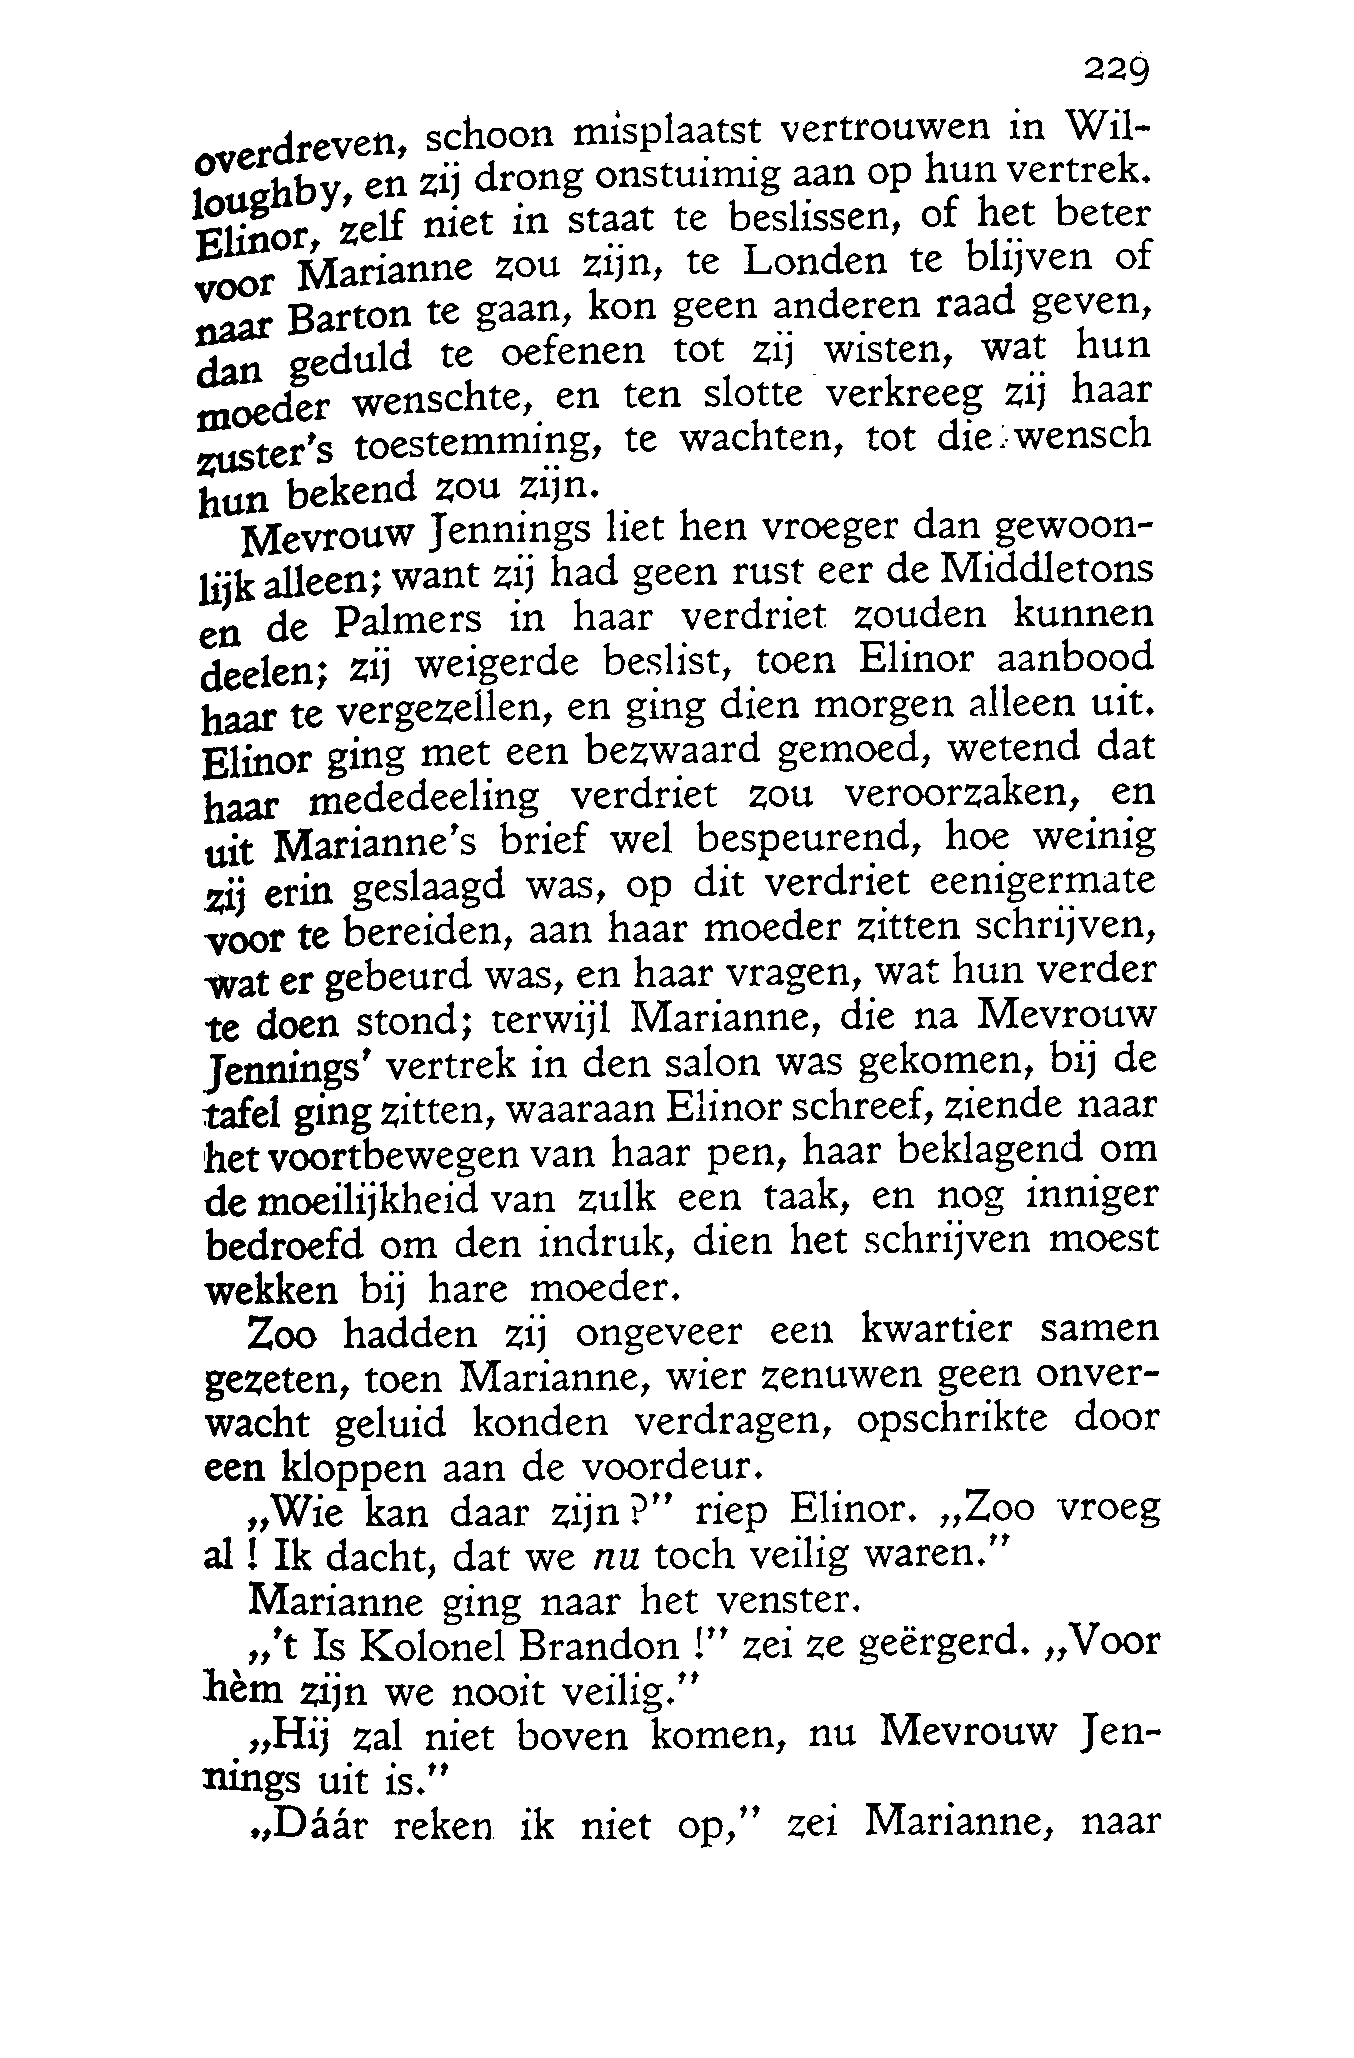 229
overdreven, schoon misplaatst vertrouwen in Wil-
loughby, en zij drong onstuimig aan op hun vertrek.
Elinor, zelf niet in staat te beslissen, of het beter
voor Marianne zou zijn, te Londen te blijven of
naar Barton te gaan, kon geen anderen raad geven,
dan geduld te oefenen tot zij wisten, wat hun
moeder wenschte, en ten slotte verkreeg zij haar
zuster's toestemming, te wachten, tot die wensch
hun bekend zou zijn.
Mevrouw Jennings liet hen vroeger dan gewoon-
lijk alleen; want zij had geen rust eer de Middletons
en de Palmers in haar verdriet zouden kunnen
deelen; zij weigerde beslist, toen Elinor aanbood
haar te vergezellen, en ging dien morgen alleen uit.
Elinor ging met een bezwaard gemoed, wetend dat
haar mededeeling verdriet zou veroorzaken, en
uit Marianne's brief wel bespeurend, hoe weinig
zij erin geslaagd was, op dit verdriet eenigermate
voor te bereiden, aan haar moeder zitten schrijven,
wat er gebeurd was, en haar vragen, wat hun verder
te doen stond; terwijl Marianne, die na Mevrouw
Jennings' vertrek in den salon was gekomen, bij de
tafel ging zitten, waaraan Elinor schreef, ziende naar
het voortbewegen van haar pen, haar beklagend om
de moeilijkheid van zulk een taak, en nog inniger
bedroefd om den indruk, dien het schrijven moest
wekken bij hare moeder.
Zoo hadden zij ongeveer een kwartier samen
gezeten, toen Marianne, wier zenuwen geen onver-
wacht geluid konden verdragen, opschrikte door
een kloppen aan de voordeur.
„Wie kan daar zijn?” riep Elinor. „Zoo vroeg
al! Ik dacht, dat we nu toch veilig waren.”
Marianne ging naar het venster.
„'t Is Kolonel Brandon!” zei ze geërgerd. „Voor
hèm zijn we nooit veilig.”
„Hij zal niet boven komen, nu Mevrouw Jen-
nings uit is.”
„Dáár reken ik niet op,” zei Marianne, naar